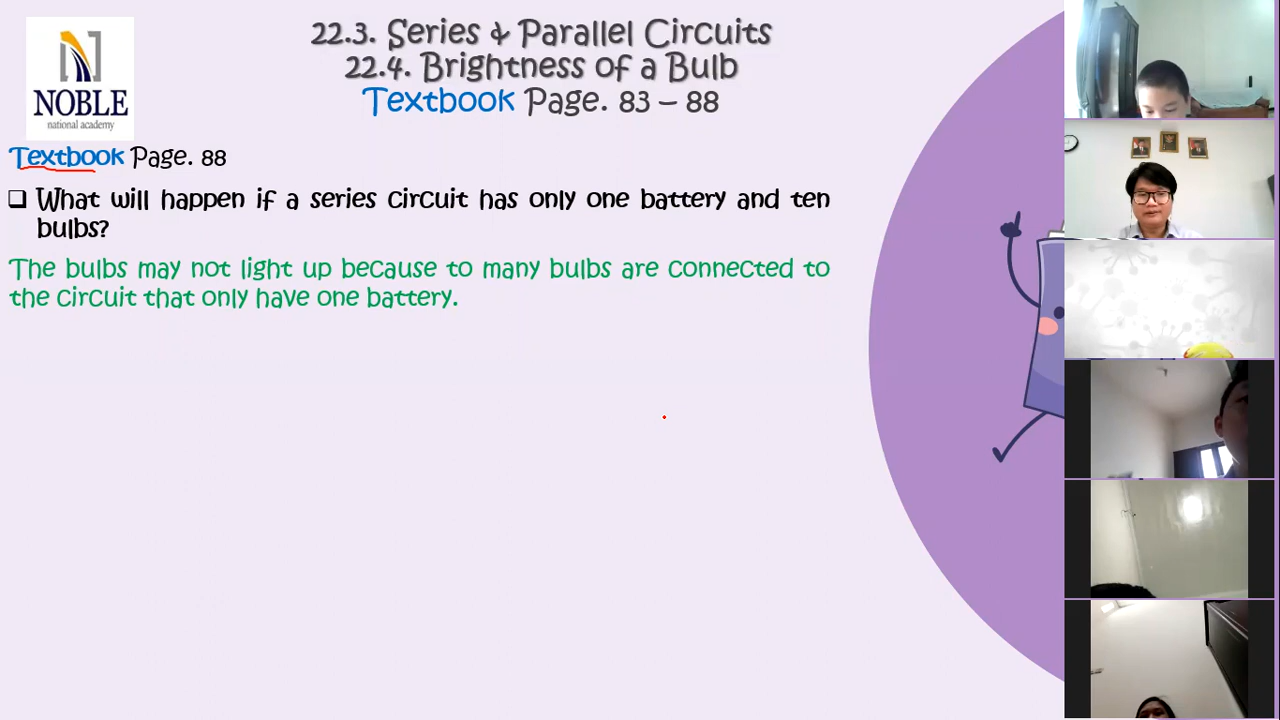 22.3. Series & Parallel Circuits
22.4. Brightness of a Bulb
Textbook Page. 83 – 88
NOBLE
national academy
Textbook Page. 88
❑ What will happen if a series circuit has only one battery and ten
bulbs?
The bulbs may not light up because to many bulbs are connected to
the circuit that only have one battery.